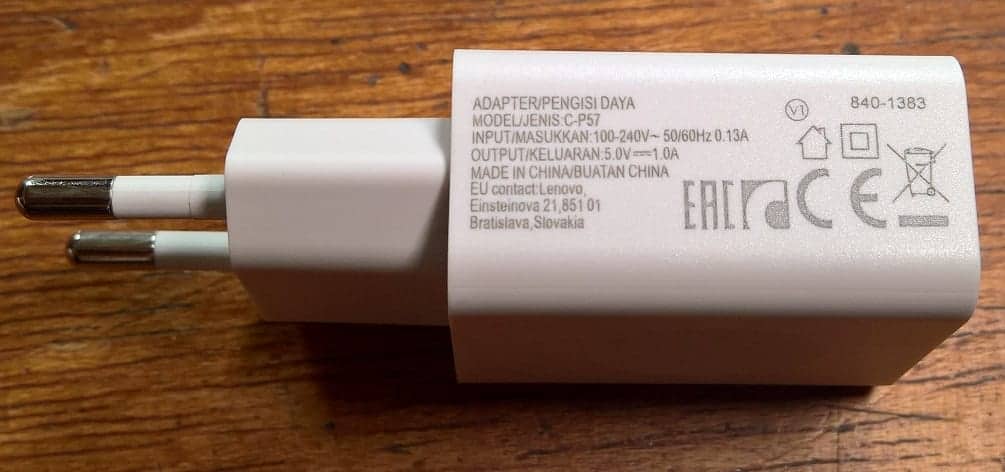 ADAPTER/PENGISI DAYA
MODEL/JENIS:C-P57
INPUT/MASUKKAN:100-240V~ 50/60Hz 0.13A
OUTPUT/KELUARAN:5.0V⎓1.0A
MADE IN CHINA/BUATAN CHINA
EU contact:Lenovo,
Einsteinova 21,851 01
Bratislava,Slovakia
VI
840-1383
EAC
CE